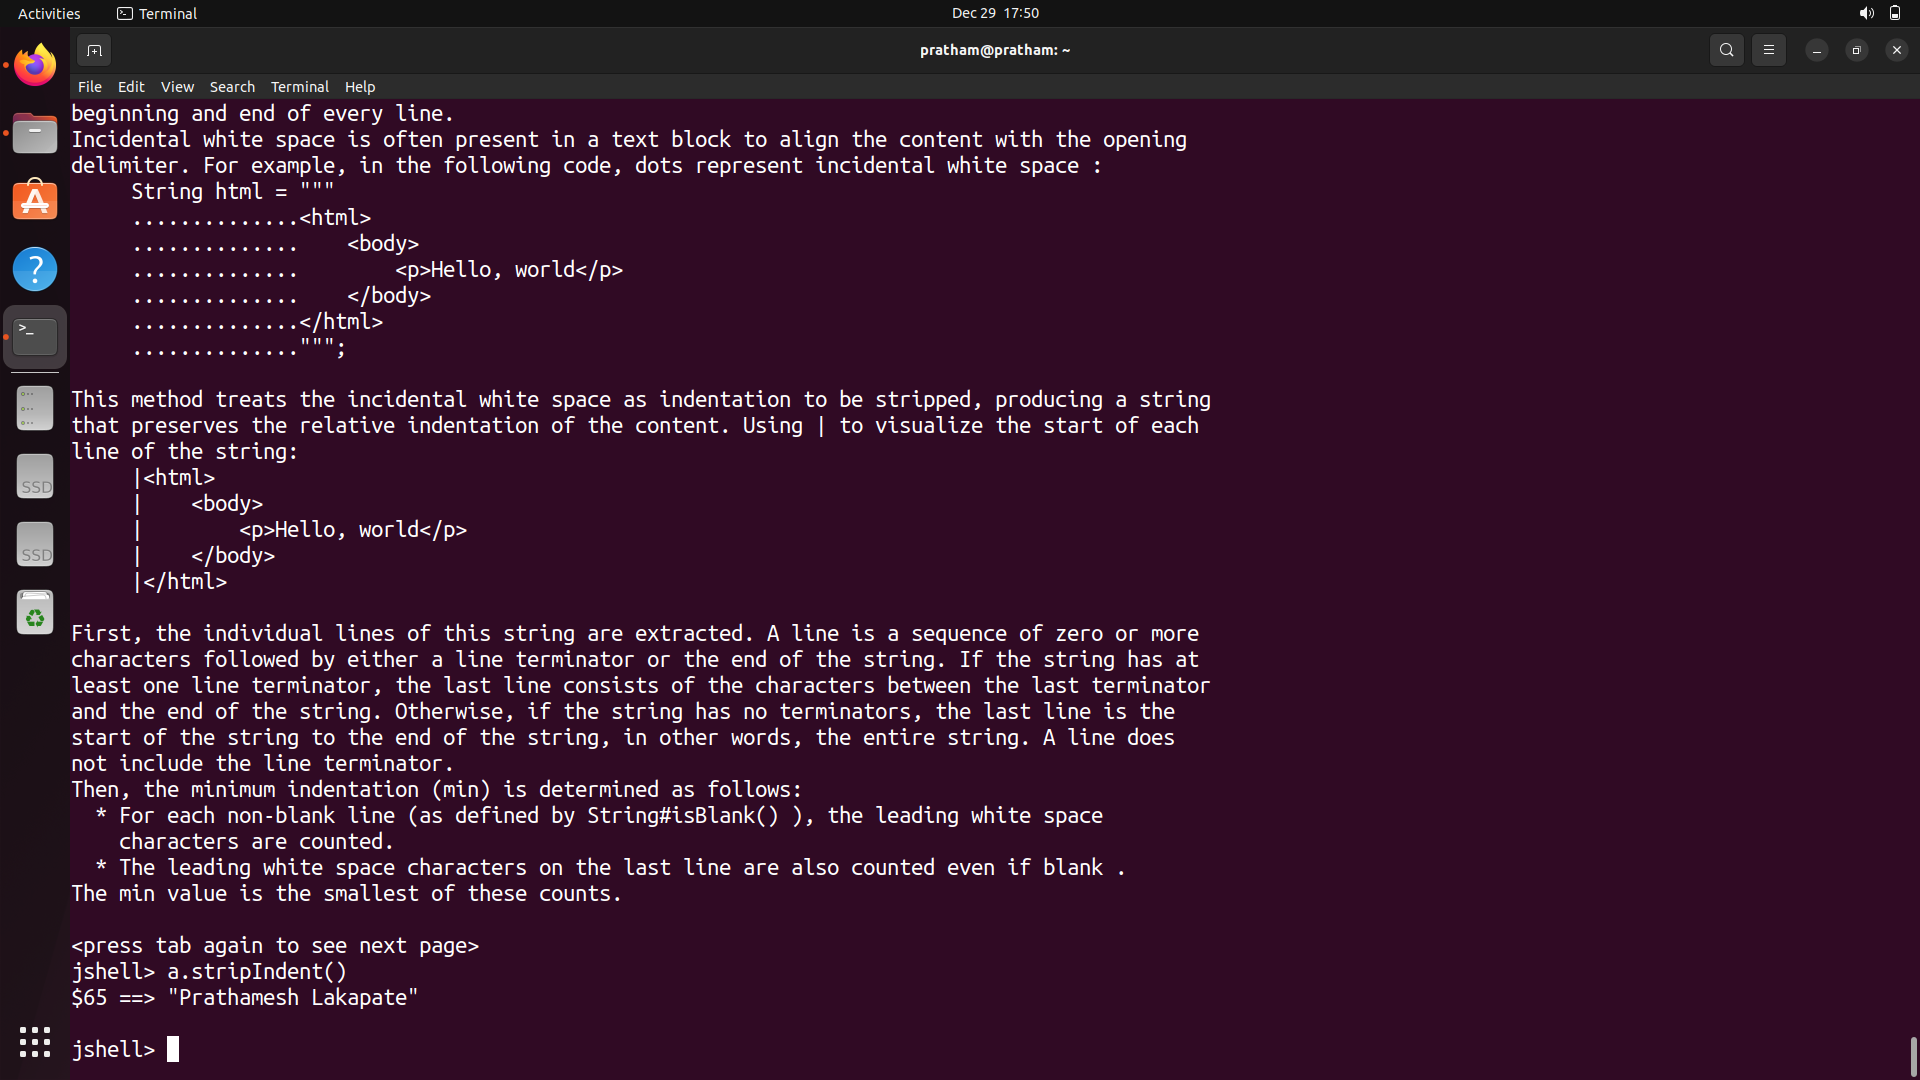 Activities Terminal Dec 29 17:50
pratham@pratham: ~
File Edit View Search Terminal Help
beginning and end of every line.
Incidental white space is often present in a text block to align the content with the opening
delimiter. For example, in the following code, dots represent incidental white space :
     String html = """
     ..............<html>
     ..............    <body>
     ..............        <p>Hello, world</p>
     ..............    </body>
     ..............</html>
     ..............""";
This method treats the incidental white space as indentation to be stripped, producing a string
that preserves the relative indentation of the content. Using | to visualize the start of each
line of the string:
     |<html>
     |    <body>
     |        <p>Hello, world</p>
     |    </body>
     |</html>
First, the individual lines of this string are extracted. A line is a sequence of zero or more
characters followed by either a line terminator or the end of the string. If the string has at
least one line terminator, the last line consists of the characters between the last terminator
and the end of the string. Otherwise, if the string has no terminators, the last line is the
start of the string to the end of the string, in other words, the entire string. A line does
not include the line terminator.
Then, the minimum indentation (min) is determined as follows:
  * For each non-blank line (as defined by String#isBlank() ), the leading white space
    characters are counted.
  * The leading white space characters on the last line are also counted even if blank .
The min value is the smallest of these counts.
<press tab again to see next page>
jshell> a.stripIndent()
$65 ==> "Prathamesh Lakapate"
jshell>
SSD
SSD